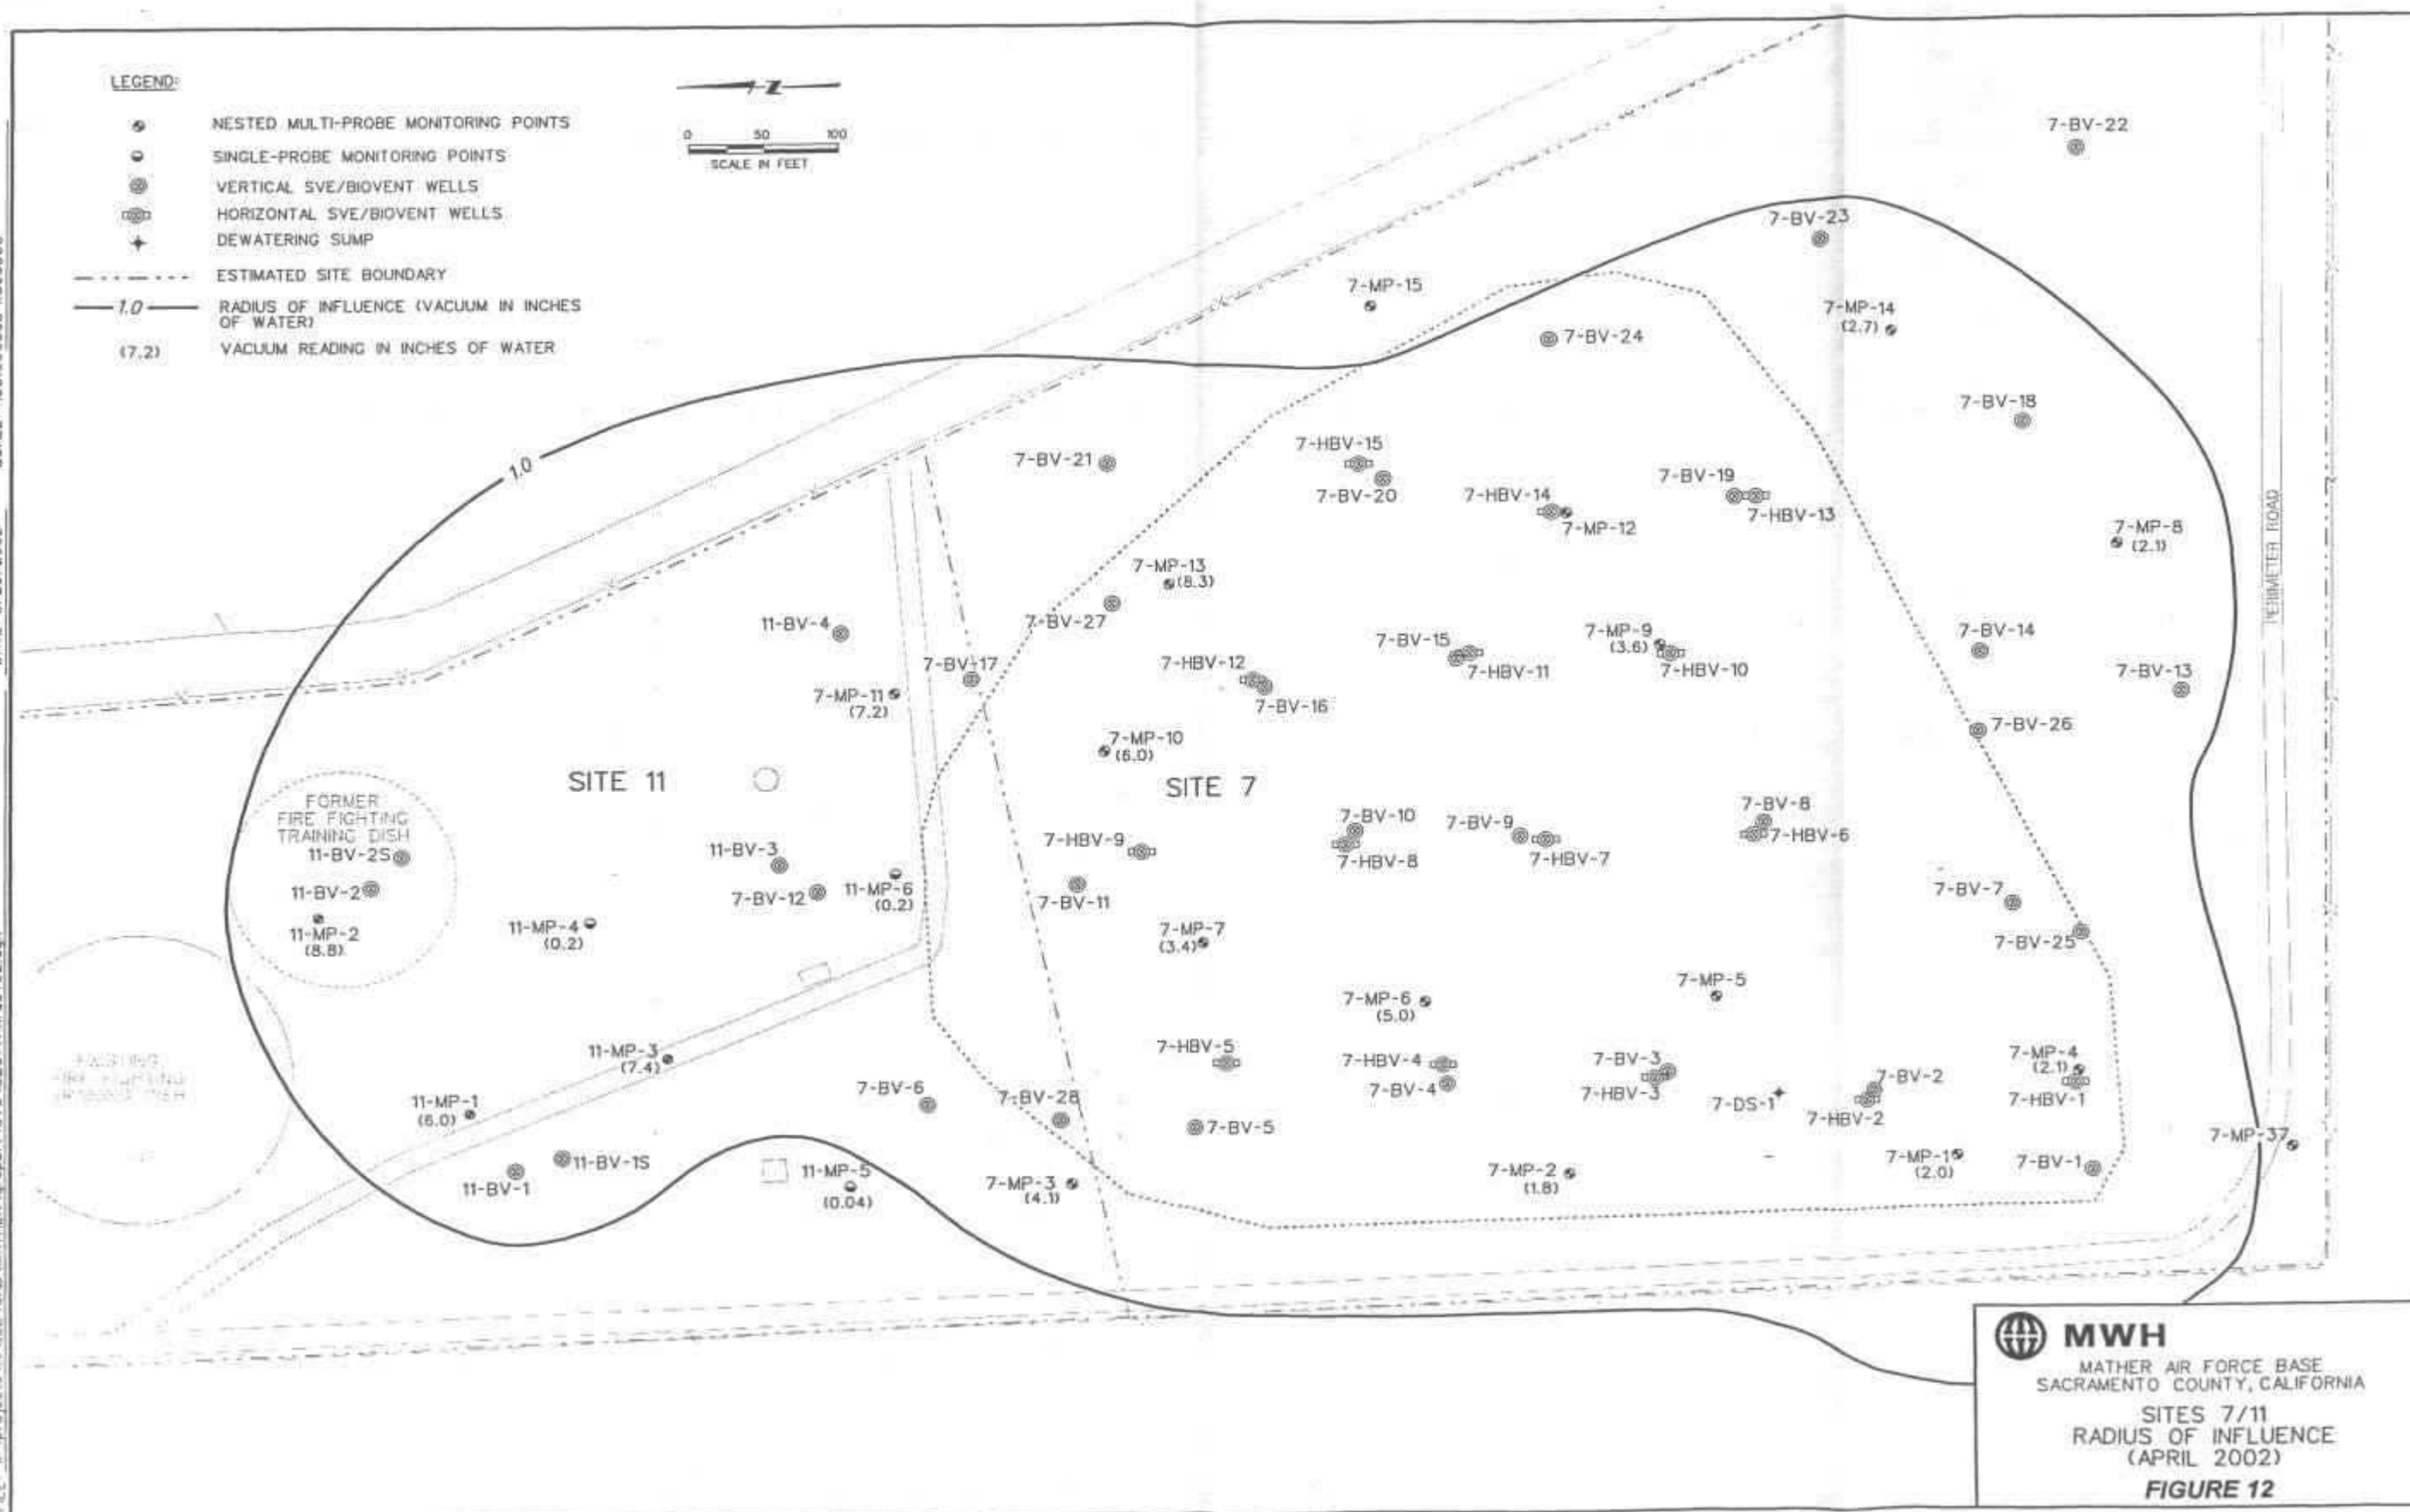 LEGEND:
NESTED MULTI-PROBE MONITORING POINTS
SINGLE-PROBE MONITORING POINTS
VERTICAL SVE/BIOVENT WELLS
HORIZONTAL SVE/BIOVENT WELLS
DEWATERING SUMP
ESTIMATED SITE BOUNDARY
1.0
RADIUS OF INFLUENCE (VACUUM IN INCHES
OF WATER)
(7.2)
VACUUM READING IN INCHES OF WATER
Z
0 50 100
SCALE IN FEET
7-BV-22
7-BV-23
7-MP-15
7-MP-14
(2.7)
7-BV-24
7-BV-18
1.0
7-BV-21
7-HBV-15
7-BV-20
7-HBV-14
7-MP-12
7-BV-19
7-HBV-13
7-MP-8
(2.1)
PERIMETER ROAD
7-MP-13
(8.3)
7-BV-27
11-BV-4
7-BV-17
7-HBV-12
7-BV-16
7-BV-15
7-HBV-11
7-MP-9
(3.6)
7-HBV-10
7-BV-14
7-BV-13
7-MP-11
(7.2)
7-MP-10
(6.0)
7-BV-26
SITE 11
SITE 7
FORMER
FIRE FIGHTING
TRAINING DISH
11-BV-2S
11-BV-2
11-MP-2
(8.8)
11-MP-4
(0.2)
11-BV-3
7-BV-12
11-MP-6
(0.2)
7-HBV-9
7-BV-11
7-BV-10
7-HBV-8
7-BV-9
7-HBV-7
7-BV-8
7-HBV-6
7-BV-7
7-BV-25
7-MP-7
(3.4)
7-MP-6
(5.0)
7-MP-5
EXISTING
FIRE FIGHTING
TRAINING DISH
11-MP-3
(7.4)
11-MP-1
(6.0)
7-BV-6
7-BV-28
7-HBV-5
7-BV-5
7-HBV-4
7-BV-4
7-BV-3
7-HBV-3
7-DS-1
7-BV-2
7-HBV-2
7-MP-4
(2.1)
7-HBV-1
7-MP-37
11-BV-1
11-BV-1S
11-MP-5
(0.04)
7-MP-3
(4.1)
7-MP-2
(1.8)
7-MP-1
(2.0)
7-BV-1
MWH
MATHER AIR FORCE BASE
SACRAMENTO COUNTY, CALIFORNIA
SITES 7/11
RADIUS OF INFLUENCE
(APRIL 2002)
FIGURE 12